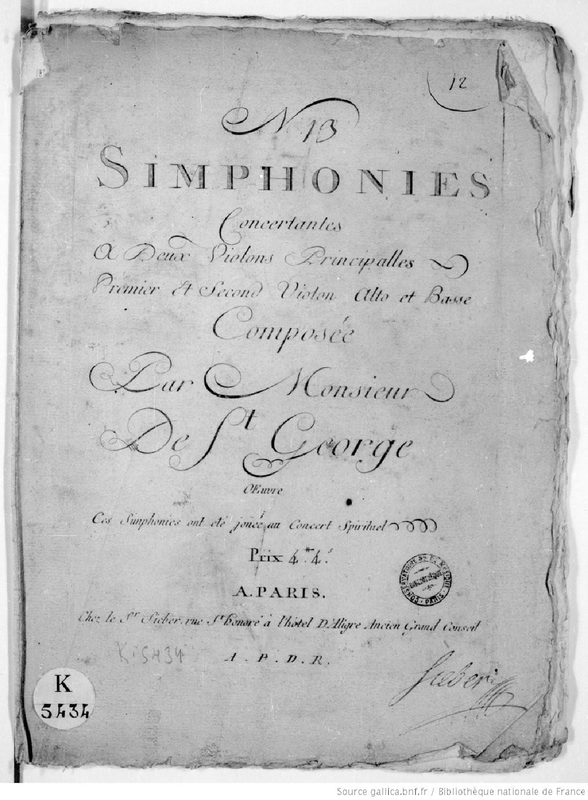 12
N 13
SIMPHONIES
Concertantes
A Deux Violons Principalles
Premier et Second Violon Alto et Basse
Composée
Par Monsieur
De St George
Œuvre
Ces Simphonies ont eté joueé au Concert Spirituel
Prix 4.tt 4.s
A. PARIS.
Chez le Sr Sieber rue St honoré à l'hôtel D'Aligre Ancien Grand Conseil
K. 5434
A. P. D. R.
Sieber
K
5434
Source gallica.bnf.fr / Bibliothèque nationale de France